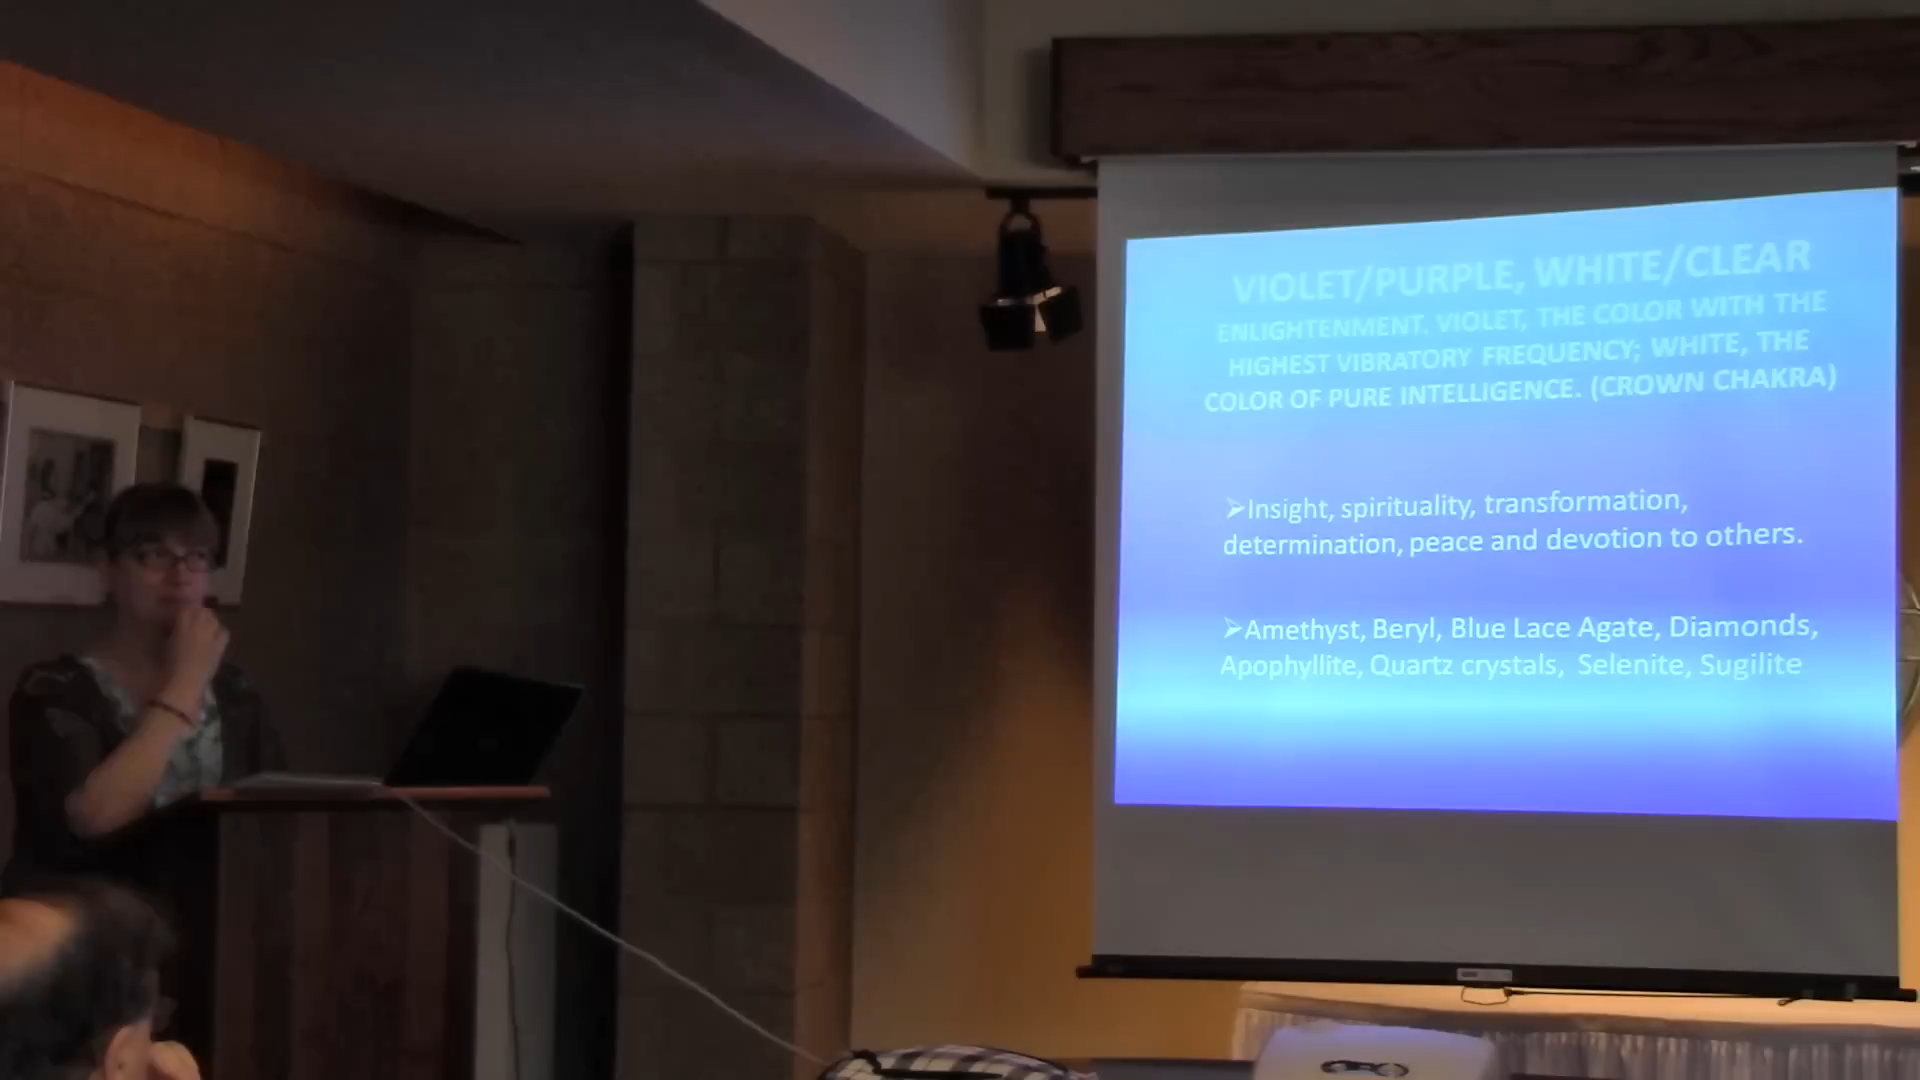 VIOLET/PURPLE, WHITE/CLEAR
ENLIGHTENMENT. VIOLET, THE COLOR WITH THE
HIGHEST VIBRATORY FREQUENCY; WHITE, THE
COLOR OF PURE INTELLIGENCE. (CROWN CHAKRA)
➢Insight, spirituality, transformation,
determination, peace and devotion to others.
➢Amethyst, Beryl, Blue Lace Agate, Diamonds,
Apophyllite, Quartz crystals, Selenite, Sugilite